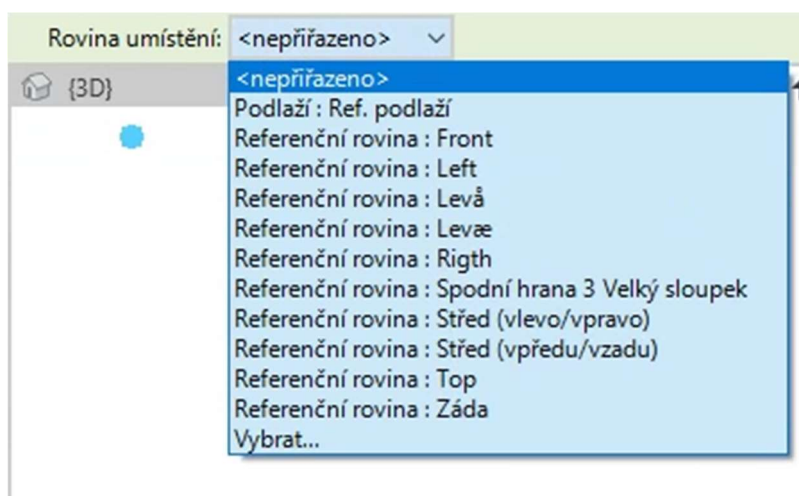 Rovina umístění: <nepřiřazeno>
{3D}
<nepřiřazeno>
Podlaží : Ref. podlaží
Referenční rovina : Front
Referenční rovina : Left
Referenční rovina : Levå
Referenční rovina : Levæ
Referenční rovina : Rigth
Referenční rovina : Spodní hrana 3 Velký sloupek
Referenční rovina : Střed (vlevo/vpravo)
Referenční rovina : Střed (vpředu/vzadu)
Referenční rovina : Top
Referenční rovina : Záda
Vybrat...